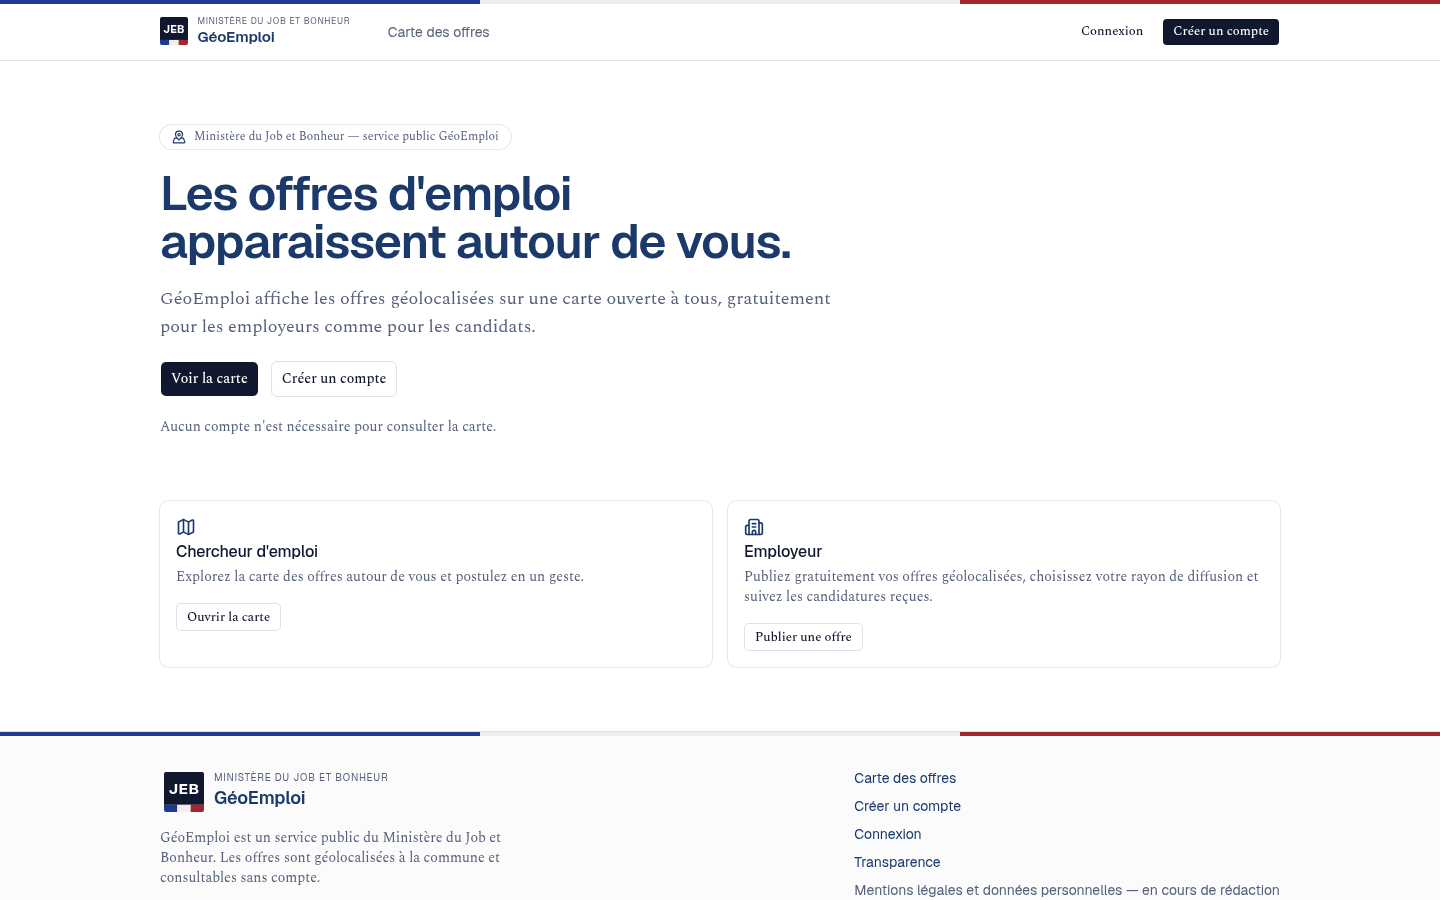 JEB
MINISTÈRE DU JOB ET BONHEUR
GéoEmploi
Carte des offres
Connexion
Créer un compte
Ministère du Job et Bonheur — service public GéoEmploi
Les offres d'emploi
apparaissent autour de vous.
GéoEmploi affiche les offres géolocalisées sur une carte ouverte à tous, gratuitement
pour les employeurs comme pour les candidats.
Voir la carte
Créer un compte
Aucun compte n'est nécessaire pour consulter la carte.
Chercheur d'emploi
Explorez la carte des offres autour de vous et postulez en un geste.
Ouvrir la carte
Employeur
Publiez gratuitement vos offres géolocalisées, choisissez votre rayon de diffusion et
suivez les candidatures reçues.
Publier une offre
JEB
MINISTÈRE DU JOB ET BONHEUR
GéoEmploi
GéoEmploi est un service public du Ministère du Job et
Bonheur. Les offres sont géolocalisées à la commune et
consultables sans compte.
Carte des offres
Créer un compte
Connexion
Transparence
Mentions légales et données personnelles — en cours de rédaction